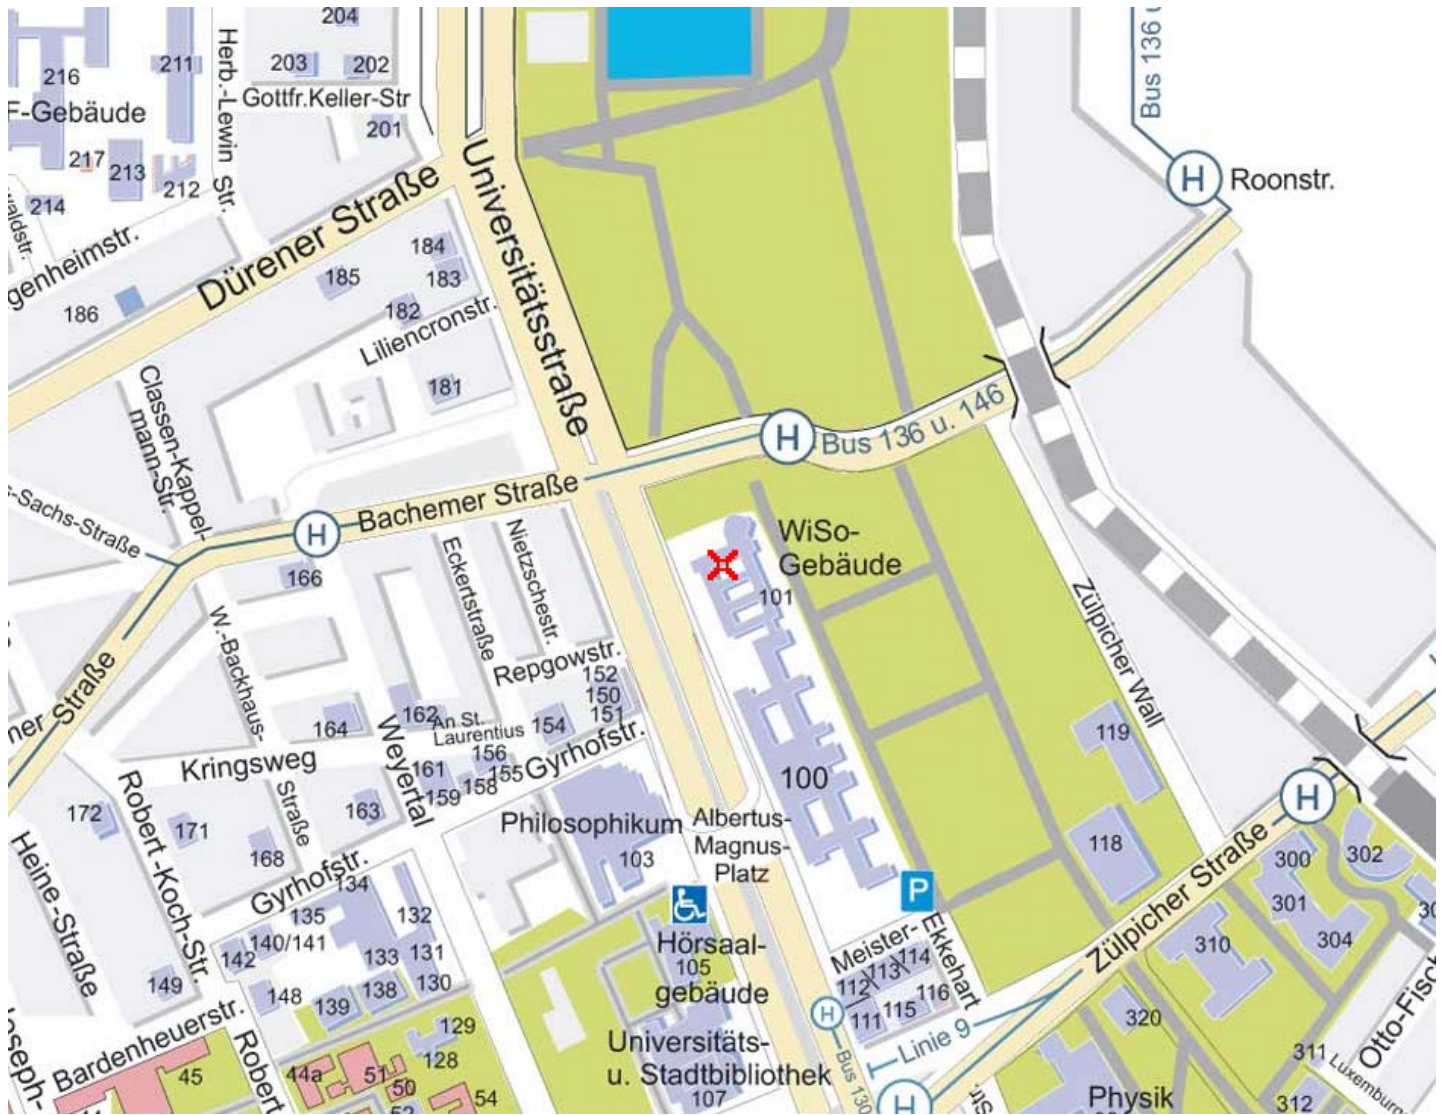 204
216
211
203
202
Herb.-Lewin Str.
Gottfr.Keller-Str
F-Gebäude
201
217
213
212
214
Bus 136 u
H
Roonstr.
Universitätsstraße
Dürener Straße
genheimstr.
184
183
185
182
186
Liliencronstr.
181
Classen-Kappel-
mann-Str.
-Sachs-Straße
H
Bus 136 u. 146
H
Bachemer Straße
166
Nietzschestr.
Eckertstraße
WiSo-
Gebäude
101
W.-Backhaus-
Straße
Zülpicher Wall
Repgowstr.
152
150
151
154
162
164
An St.
Laurentius
156
155
158
159
161
Gyrhofstr.
Weyertal
Kringsweg
mer Straße
119
100
H
172
171
163
168
Robert-Koch-Str.
Heine-Straße
Philosophikum
103
Albertus-
Magnus-
Platz
118
300
302
301
304
310
Zülpicher Straße
P
Gyrhofstr.
134
135
132
140/141
142
133
131
130
138
139
148
149
Hörsaal-
105
gebäude
Meister-
Ekkehart
114
113
112
111
115
116
H
Bardenheuerstr.
129
128
Universitäts-
u. Stadtbibliothek
107
Bus 130
Linie 9
H
320
311
312
Otto-Fisch
Luxemburg
Physik
45
44a
51
50
52
54
Robert
oseph-
Str.